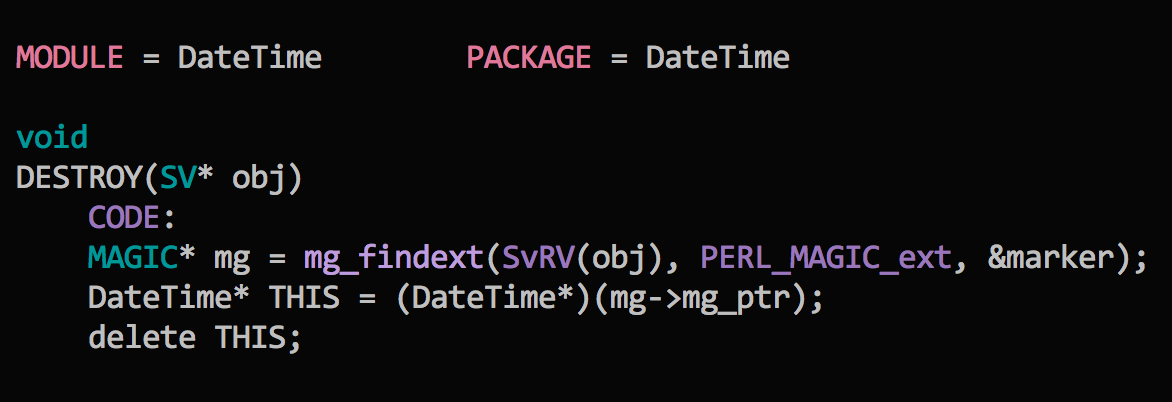 MODULE = DateTime        PACKAGE = DateTime
void
DESTROY(SV* obj)
    CODE:
    MAGIC* mg = mg_findext(SvRV(obj), PERL_MAGIC_ext, &marker);
    DateTime* THIS = (DateTime*)(mg->mg_ptr);
    delete THIS;